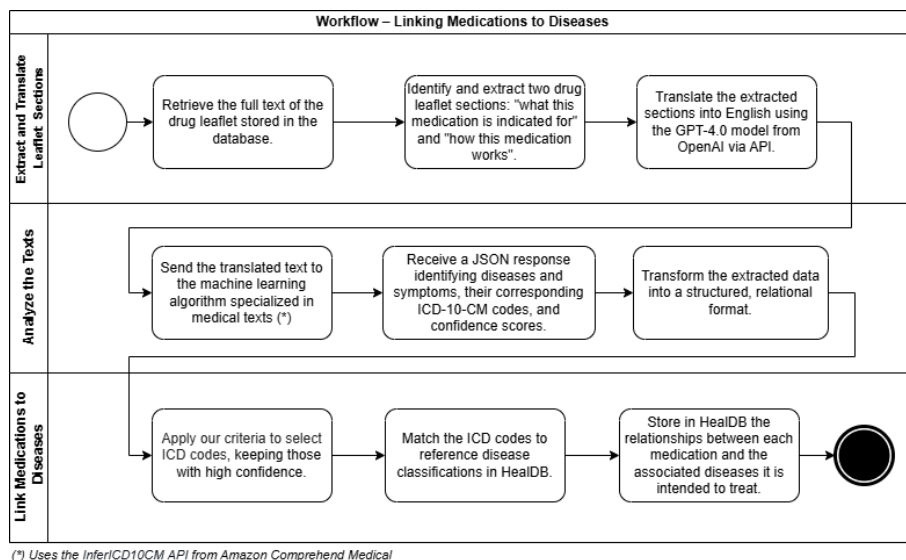 Workflow – Linking Medications to Diseases
Extract and Translate
Leaflet Sections
Retrieve the full text of the
drug leaflet stored in the
database.
Identify and extract two drug
leaflet sections: "what this
medication is indicated for"
and "how this medication
works".
Translate the extracted
sections into English using
the GPT-4.0 model from
OpenAI via API.
Analyze the Texts
Send the translated text to
the machine learning
algorithm specialized in
medical texts (*)
Receive a JSON response
identifying diseases and
symptoms, their corresponding
ICD-10-CM codes, and
confidence scores.
Transform the extracted data
into a structured, relational
format.
Link Medications to
Diseases
Apply our criteria to select
ICD codes, keeping those
with high confidence.
Match the ICD codes to
reference disease
classifications in HealDB.
Store in HealDB the
relationships between each
medication and the
associated diseases it is
intended to treat.
(*) Uses the InferICD10CM API from Amazon Comprehend Medical